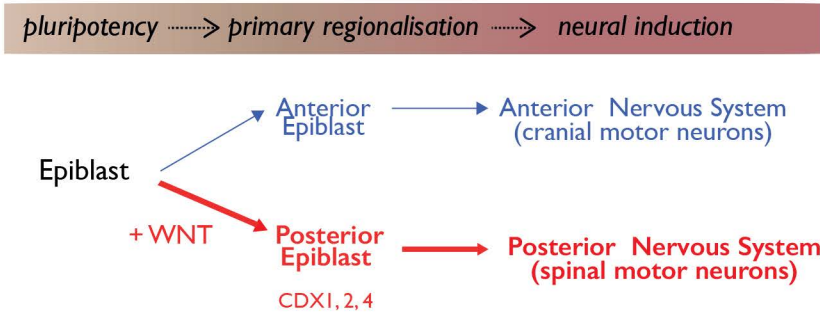 pluripotency primary regionalisation neural induction
Anterior
Epiblast
Anterior Nervous System
(cranial motor neurons)
Epiblast
+ WNT
Posterior
Epiblast
CDX1, 2, 4
Posterior Nervous System
(spinal motor neurons)